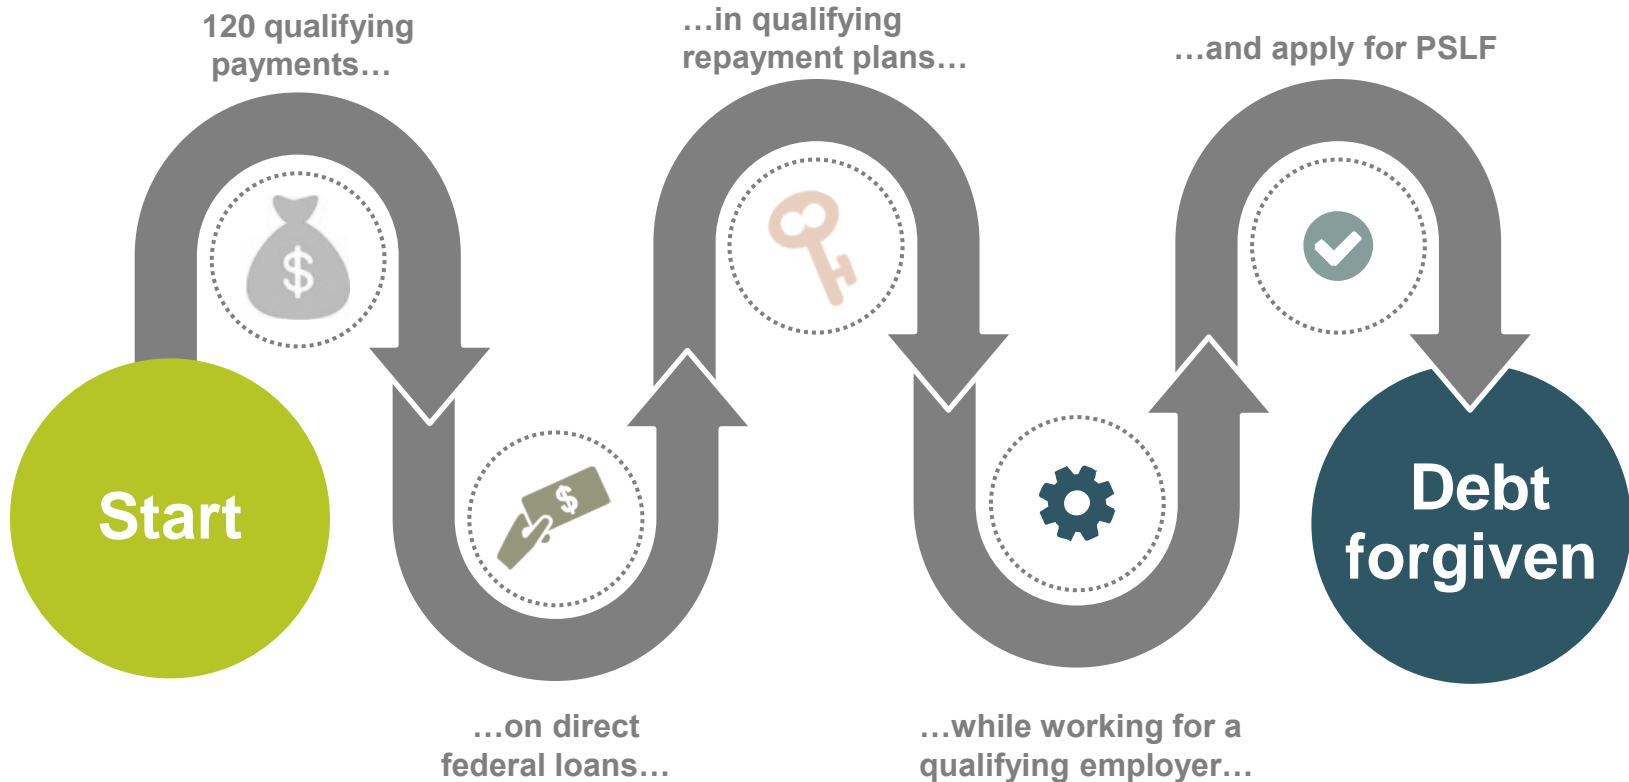 Start
120 qualifying
payments…
$
…on direct
federal loans…
$
…in qualifying
repayment plans…
…while working for a
qualifying employer…
…and apply for PSLF
Debt
forgiven